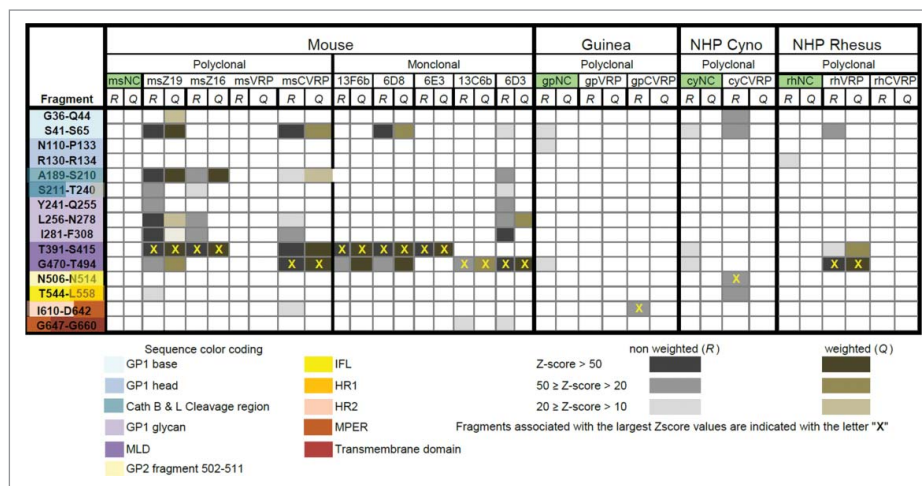 Fragment Mouse Guinea NHP Cyno NHP Rhesus
Polyclonal Monclonal Polyclonal Polyclonal Polyclonal
msNC msZ19 msZ16 msVRP msCVRP 13F6b 6D8 6E3 13C6b 6D3 gpNC gpVRP gpCVRP cyNC cyCVRP rhNC rhVRP rhCVRP
R Q R Q R Q R Q R Q R Q R Q R Q R Q R Q R Q R Q R Q R Q R Q R Q R Q R Q
G36-Q44
S41-S65
N110-P133
R130-R134
A189-S210
S211-T240
Y241-Q255
L256-N278
I281-F308
T391-S415 X X X X X X X X X X
G470-T494 X X X X X X X X
N506-N514 X
T544-L558
I610-D642 X
G647-G660
Sequence color coding non weighted (R) weighted (Q)
GP1 base IFL Z-score > 50
GP1 head HR1 50 ≥ Z-score > 20
Cath B & L Cleavage region HR2 20 ≥ Z-score > 10
GP1 glycan MPER Fragments associated with the largest Zscore values are indicated with the letter "X"
MLD Transmembrane domain
GP2 fragment 502-511